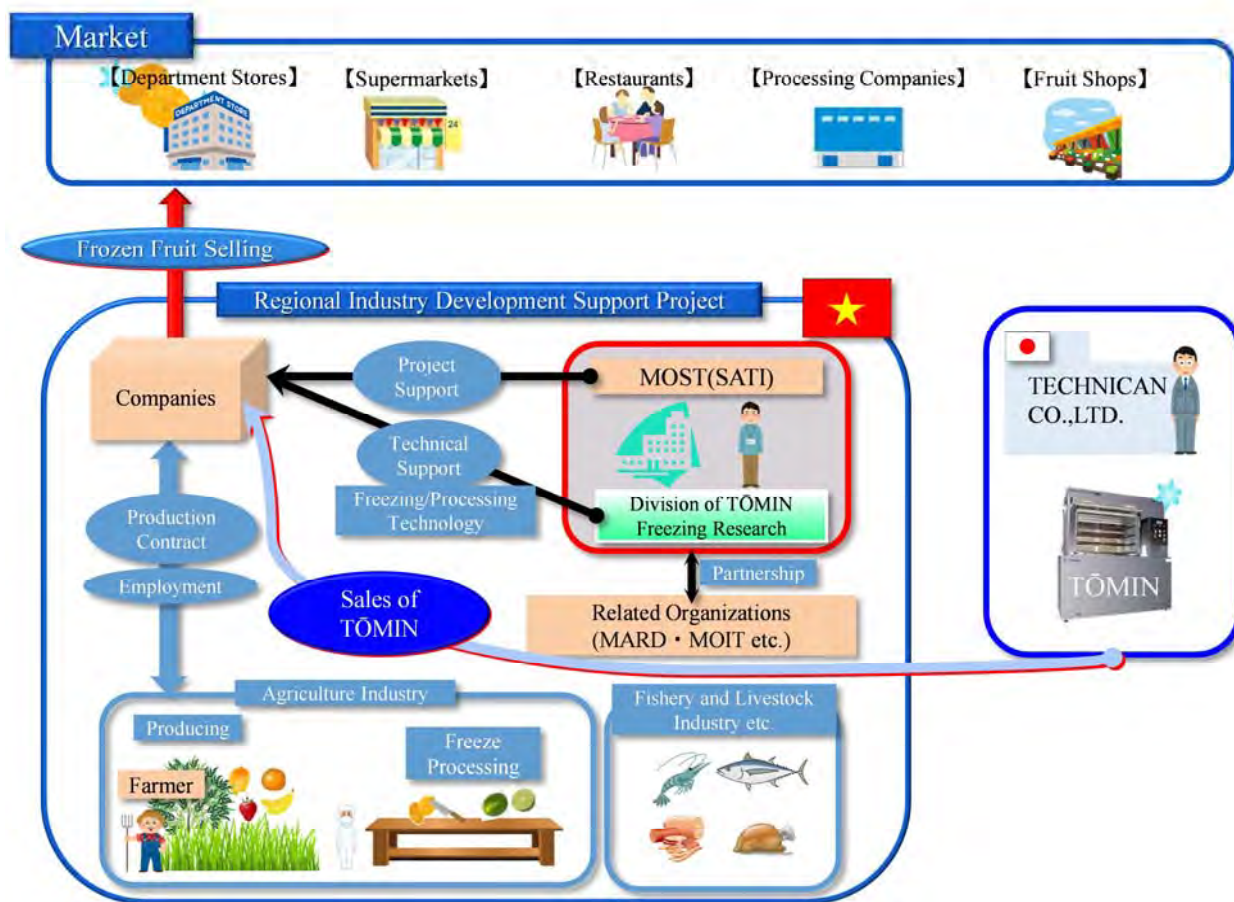 Market
【Department Stores】
【Supermarkets】
【Restaurants】
【Processing Companies】
【Fruit Shops】
DEPARTMENT STORE
24
Frozen Fruit Selling
Regional Industry Development Support Project
Companies
Project
Support
MOST(SATI)
Technical
Support
Freezing/Processing
Technology
Division of TŌMIN
Freezing Research
Partnership
Related Organizations
(MARD・MOIT etc.)
Production
Contract
Employment
Sales of
TŌMIN
TECHNICAN
CO.,LTD.
TŌMIN
Agriculture Industry
Producing
Farmer
Freeze
Processing
Fishery and Livestock
Industry etc